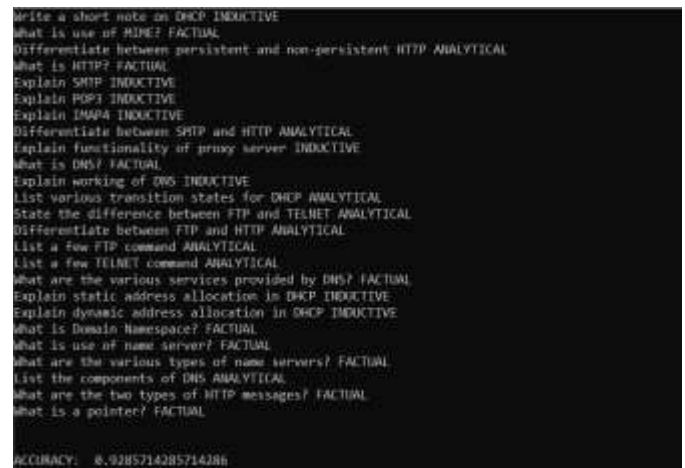 Write a short note on DHCP INDUCTIVE
What is use of MIME? FACTUAL
Differentiate between persistent and non-persistent HTTP ANALYTICAL
What is HTTP? FACTUAL
Explain SMTP INDUCTIVE
Explain POP3 INDUCTIVE
Explain IMAP4 INDUCTIVE
Differentiate between SMTP and HTTP ANALYTICAL
Explain functionality of proxy server INDUCTIVE
What is DNS? FACTUAL
Explain working of DNS INDUCTIVE
List various transition states for DHCP ANALYTICAL
State the difference between FTP and TELNET ANALYTICAL
Differentiate between FTP and HTTP ANALYTICAL
List a few FTP command ANALYTICAL
List a few TELNET command ANALYTICAL
What are the various services provided by DNS? FACTUAL
Explain static address allocation in DHCP INDUCTIVE
Explain dynamic address allocation in DHCP INDUCTIVE
What is Domain Namespace? FACTUAL
What is use of name server? FACTUAL
What are the various types of name servers? FACTUAL
List the components of DNS ANALYTICAL
What are the two types of HTTP messages? FACTUAL
What is a pointer? FACTUAL
ACCURACY: 0.9285714285714286